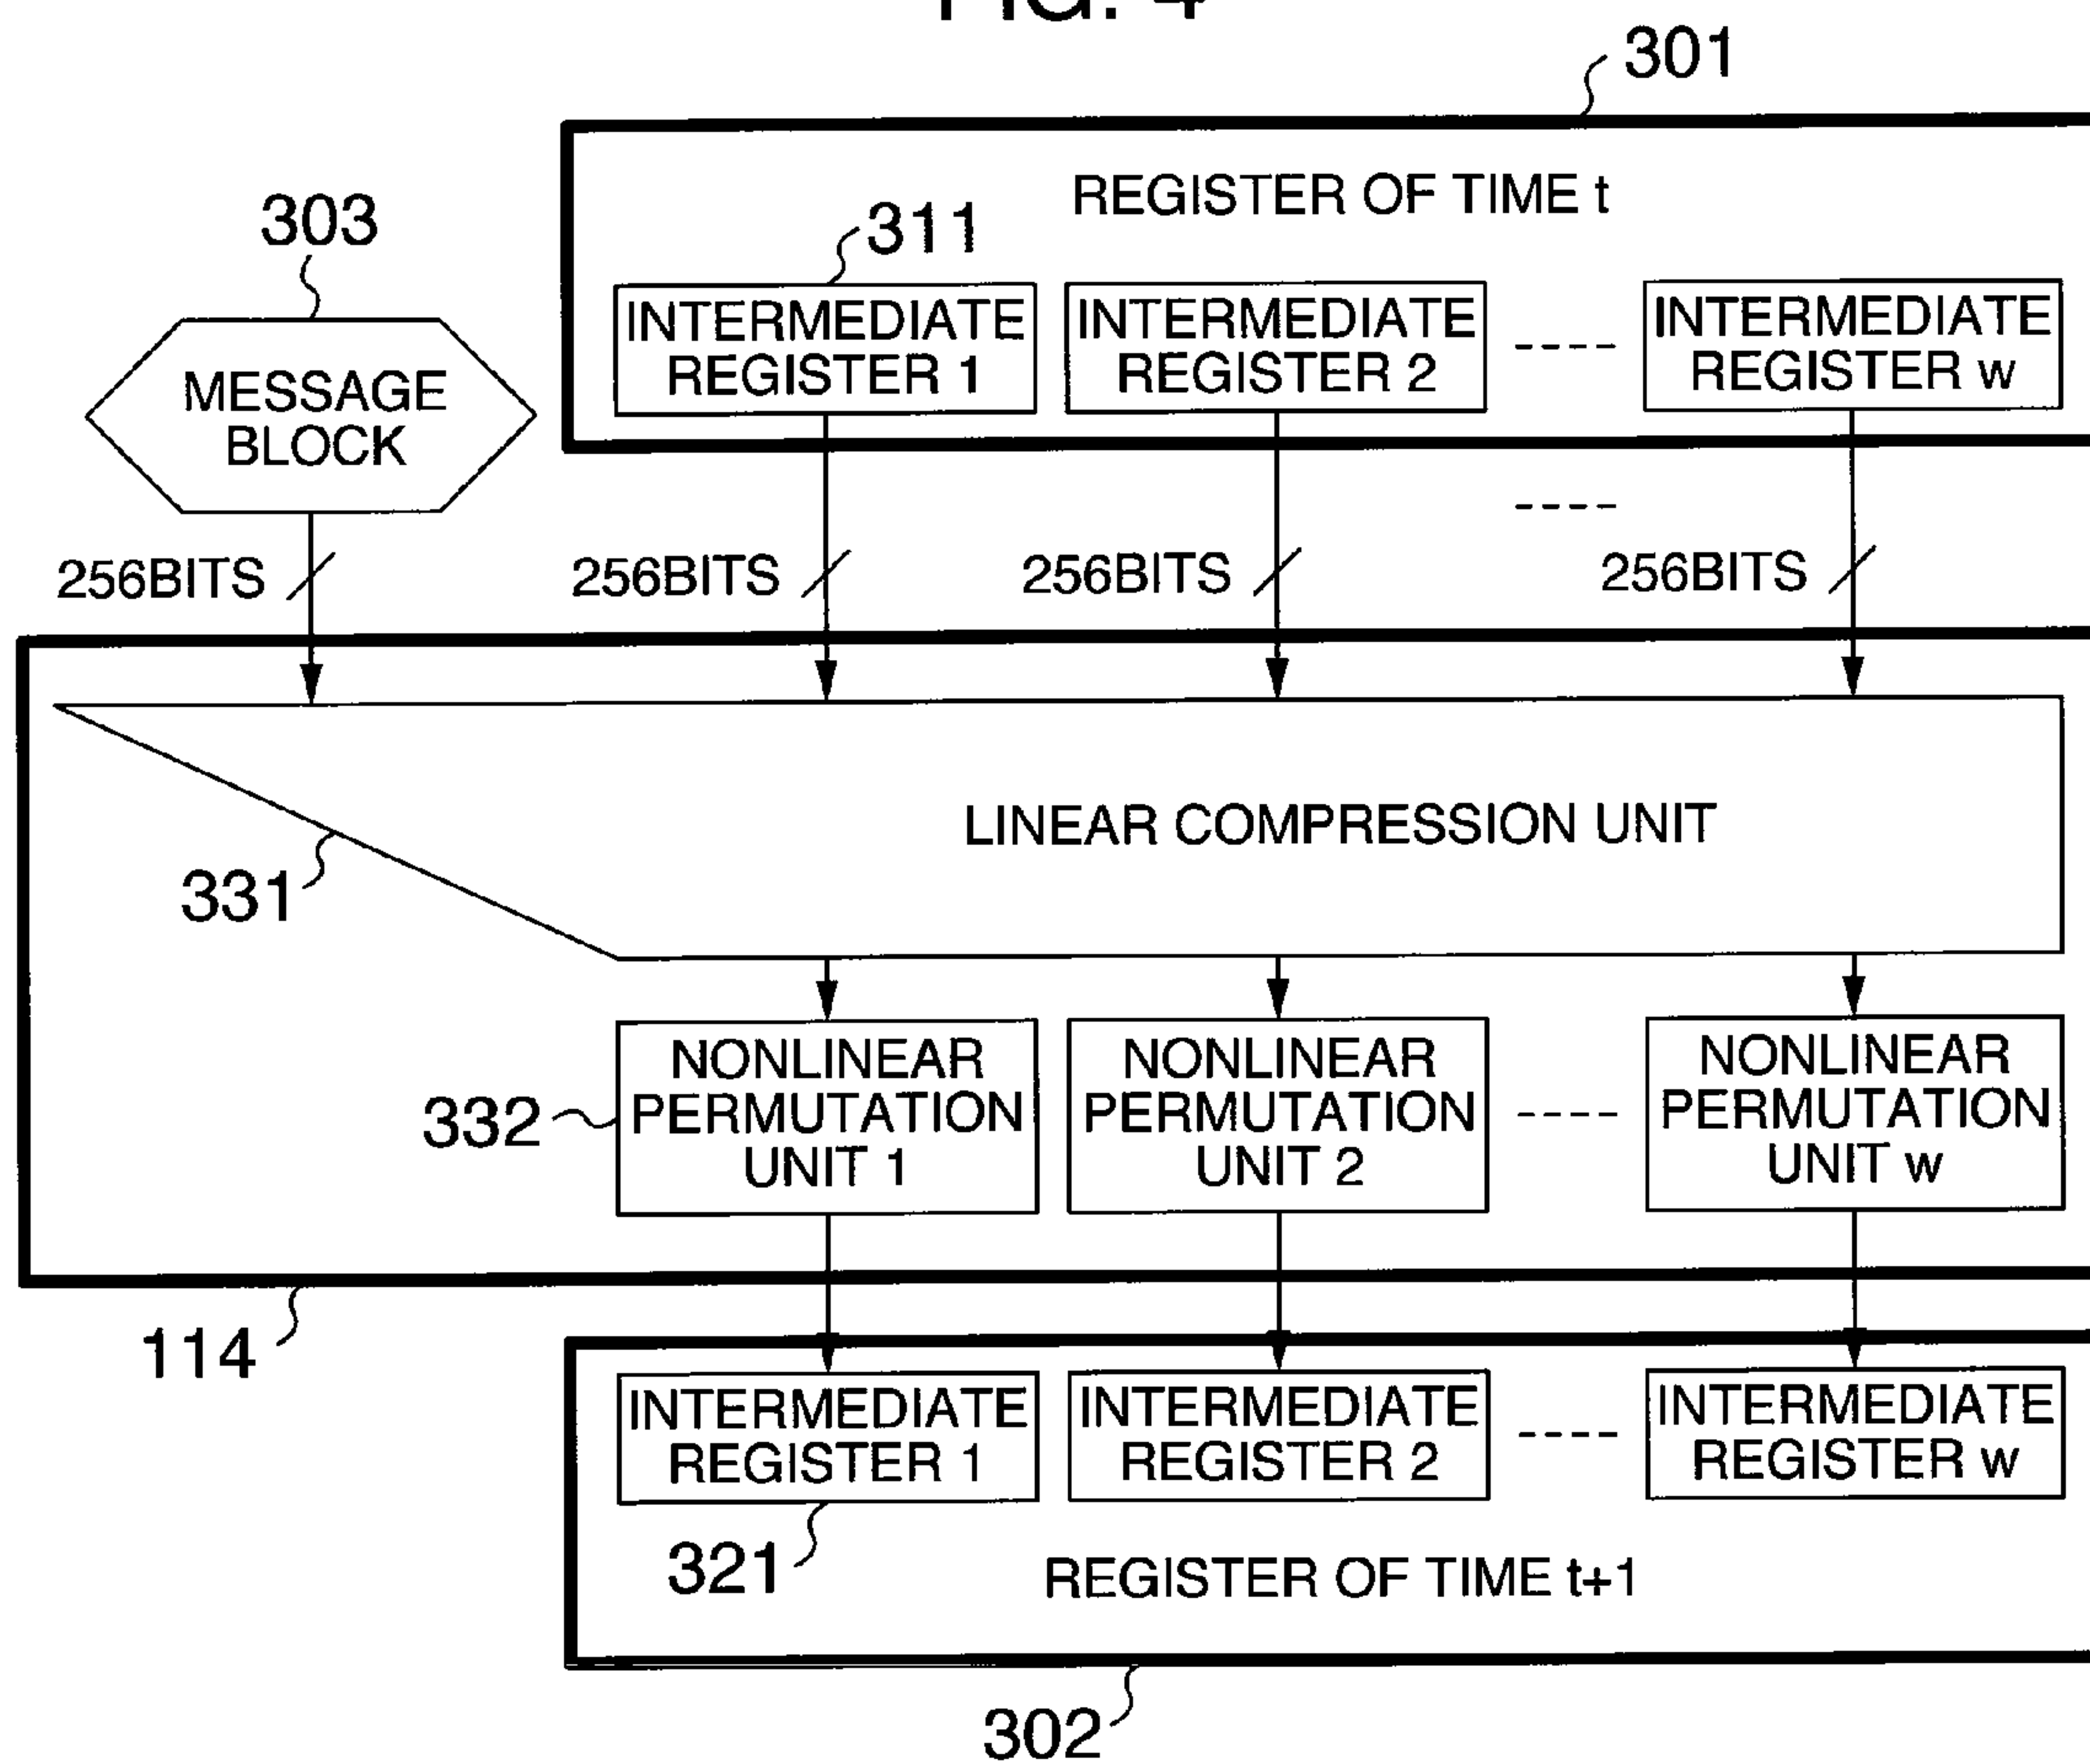 FIG. 4
301
REGISTER OF TIME t
303
311
INTERMEDIATE
REGISTER 1
INTERMEDIATE
REGISTER 2
INTERMEDIATE
REGISTER w
MESSAGE
BLOCK
256BITS
256BITS
256BITS
256BITS
LINEAR COMPRESSION UNIT
331
332
NONLINEAR
PERMUTATION
UNIT 1
NONLINEAR
PERMUTATION
UNIT 2
NONLINEAR
PERMUTATION
UNIT w
114
INTERMEDIATE
REGISTER 1
INTERMEDIATE
REGISTER 2
INTERMEDIATE
REGISTER w
321
REGISTER OF TIME t+1
302